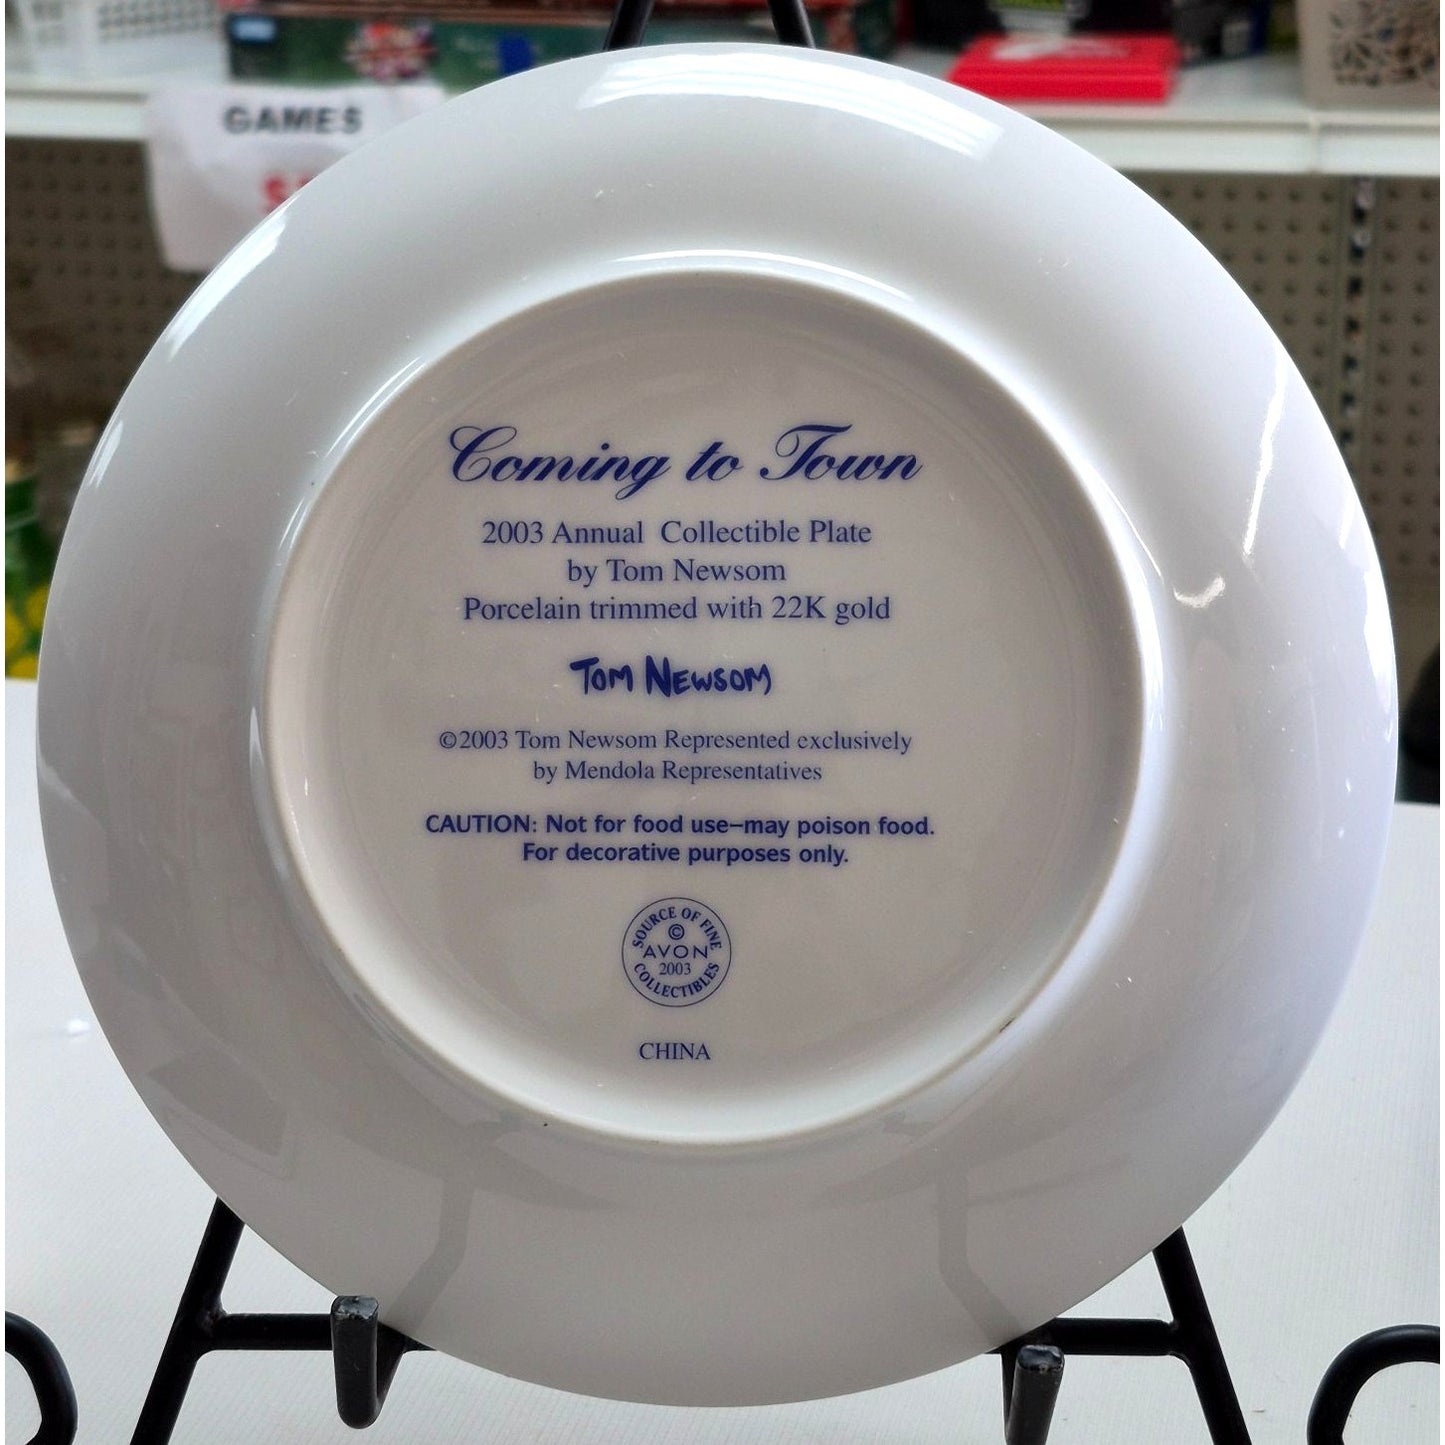 GAMES
Coming to Town
2003 Annual Collectible Plate
by Tom Newsom
Porcelain trimmed with 22K gold
TOM NEWSOM
©2003 Tom Newsom Represented exclusively
by Mendola Representatives
CAUTION: Not for food use–may poison food.
For decorative purposes only.
SOURCE OF FINE
©
AVON
2003
COLLECTIBLES
CHINA